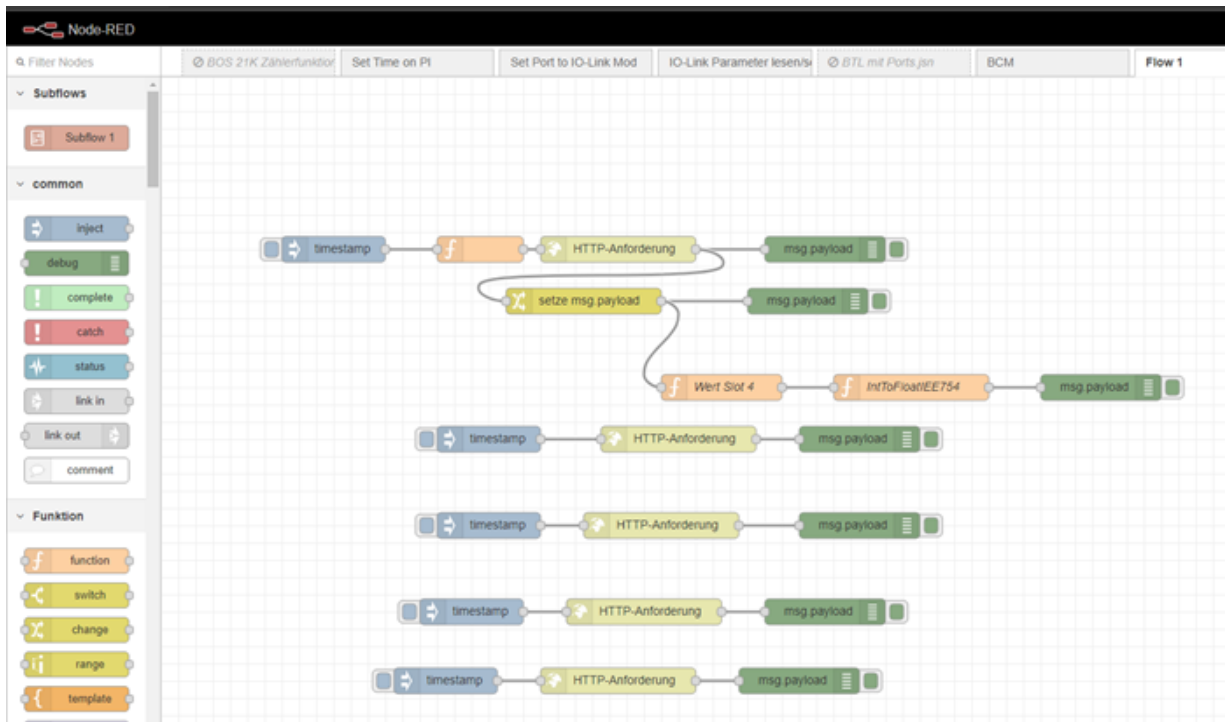 Node-RED
Filter Nodes
BOS 21K Zählerfunktion
Set Time on PI
Set Port to IO-Link Mod
IO-Link Parameter lesen/s
BTL mit Ports.jsn
BCM
Flow 1
Subflows
Subflow 1
common
inject
debug
complete
catch
status
link in
link out
comment
Funktion
function
switch
change
range
template
timestamp
f
HTTP-Anforderung
msg.payload
setze msg.payload
msg.payload
Wert Slot 4
IntToFloatIEE754
msg.payload
timestamp
HTTP-Anforderung
msg.payload
timestamp
HTTP-Anforderung
msg.payload
timestamp
HTTP-Anforderung
msg.payload
timestamp
HTTP-Anforderung
msg.payload